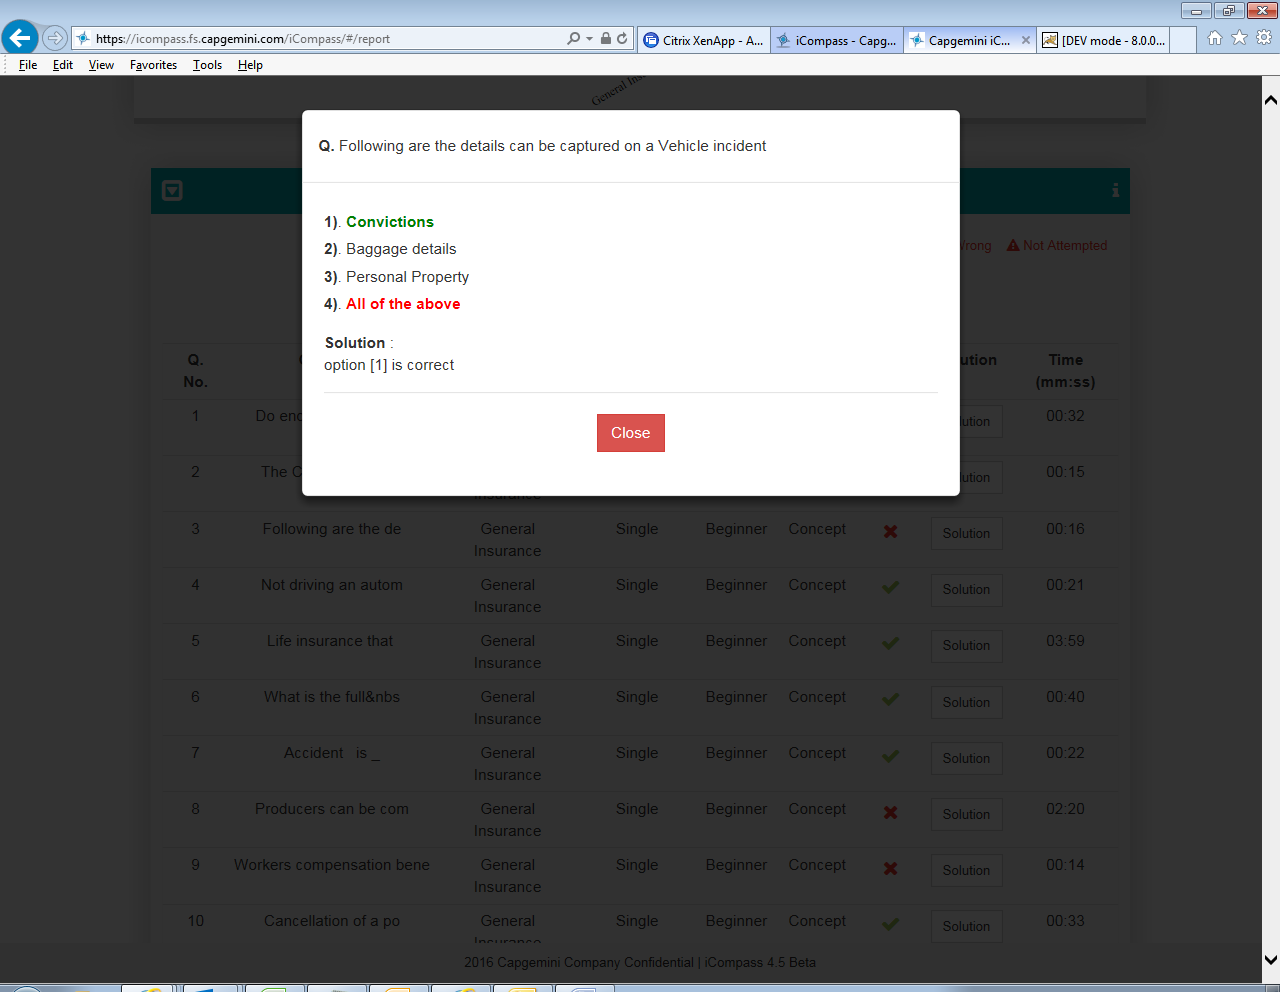 https://icompass.fs.capgemini.com/iCompass/#/report
Citrix XenApp - A...
iCompass - Capg...
Capgemini iC...
[DEV mode - 8.0.0...
File Edit View Favorites Tools Help
General
Q. Following are the details can be captured on a Vehicle incident
1). Convictions
2). Baggage details
3). Personal Property
4). All of the above
Solution :
option [1] is correct
Close
Wrong Not Attempted
Q. No. Time (mm:ss)
1 Do 00:32
2 The 00:15
3 Following are the de General Insurance Single Beginner Concept Solution 00:16
4 Not driving an autom General Insurance Single Beginner Concept Solution 00:21
5 Life insurance that General Insurance Single Beginner Concept Solution 03:59
6 What is the full&nbs General Insurance Single Beginner Concept Solution 00:40
7 Accident is _ General Insurance Single Beginner Concept Solution 00:22
8 Producers can be com General Insurance Single Beginner Concept Solution 02:20
9 Workers compensation bene General Insurance Single Beginner Concept Solution 00:14
10 Cancellation of a po General Insurance Single Beginner Concept Solution 00:33
2016 Capgemini Company Confidential | iCompass 4.5 Beta